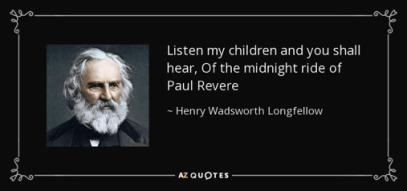 Listen my children and you shall
hear, Of the midnight ride of
Paul Revere
~ Henry Wadsworth Longfellow
AZ QUOTES